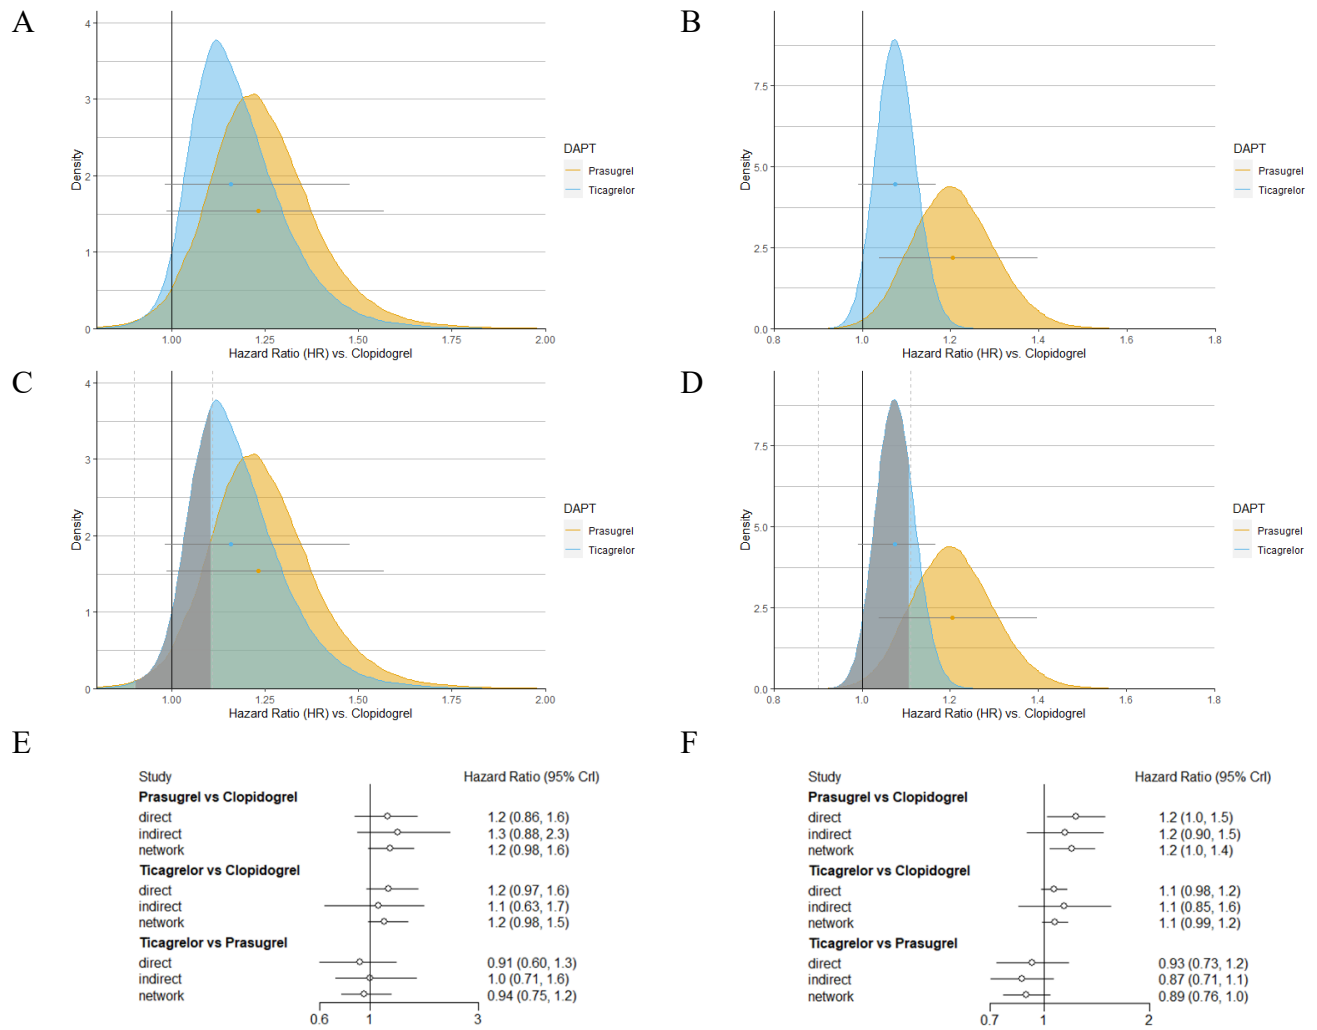 A
4
3
2
1
0
Density
1.00 1.25 1.50 1.75 2.00
Hazard Ratio (HR) vs. Clopidogrel
DAPT
Prasugrel
Ticagrelor
B
7.5
5.0
2.5
0.0
Density
0.8 1.0 1.2 1.4 1.6 1.8
Hazard Ratio (HR) vs. Clopidogrel
DAPT
Prasugrel
Ticagrelor
C
4
3
2
1
0
Density
1.00 1.25 1.50 1.75 2.00
Hazard Ratio (HR) vs. Clopidogrel
DAPT
Prasugrel
Ticagrelor
D
7.5
5.0
2.5
0.0
Density
0.8 1.0 1.2 1.4 1.6 1.8
Hazard Ratio (HR) vs. Clopidogrel
DAPT
Prasugrel
Ticagrelor
E
Study Hazard Ratio (95% CrI)
Prasugrel vs Clopidogrel
direct 1.2 (0.86, 1.6)
indirect 1.3 (0.88, 2.3)
network 1.2 (0.98, 1.6)
Ticagrelor vs Clopidogrel
direct 1.2 (0.97, 1.6)
indirect 1.1 (0.63, 1.7)
network 1.2 (0.98, 1.5)
Ticagrelor vs Prasugrel
direct 0.91 (0.60, 1.3)
indirect 1.0 (0.71, 1.6)
network 0.94 (0.75, 1.2)
0.6 1 3
F
Study Hazard Ratio (95% CrI)
Prasugrel vs Clopidogrel
direct 1.2 (1.0, 1.5)
indirect 1.2 (0.90, 1.5)
network 1.2 (1.0, 1.4)
Ticagrelor vs Clopidogrel
direct 1.1 (0.98, 1.2)
indirect 1.1 (0.85, 1.6)
network 1.1 (0.99, 1.2)
Ticagrelor vs Prasugrel
direct 0.93 (0.73, 1.2)
indirect 0.87 (0.71, 1.1)
network 0.89 (0.76, 1.0)
0.7 1 2